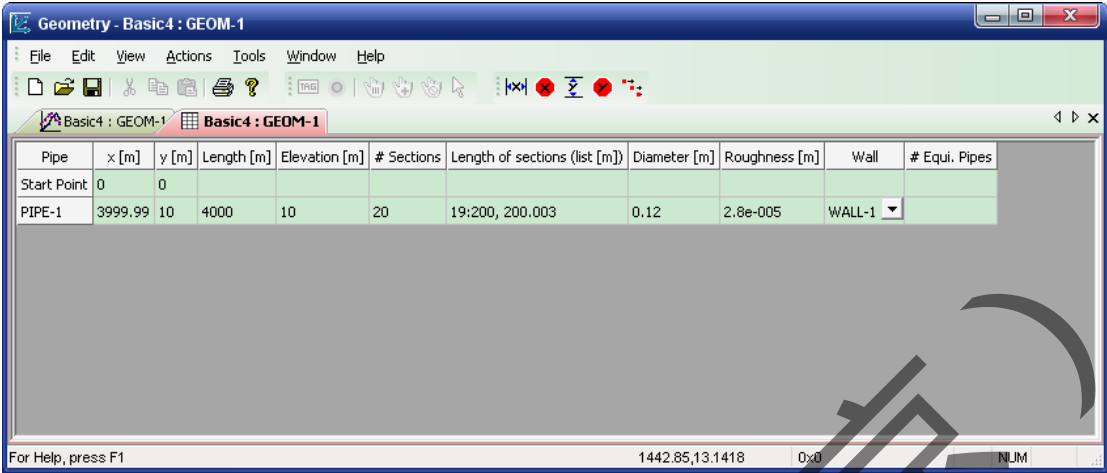 Geometry - Basic4 : GEOM-1
File Edit View Actions Tools Window Help
TAG
Basic4 : GEOM-1 Basic4 : GEOM-1
Pipe x [m] y [m] Length [m] Elevation [m] # Sections Length of sections (list [m]) Diameter [m] Roughness [m] Wall # Equi. Pipes
Start Point 0 0
PIPE-1 3999.99 10 4000 10 20 19:200, 200.003 0.12 2.8e-005 WALL-1
For Help, press F1 1442.85,13.1418 0x0 NUM